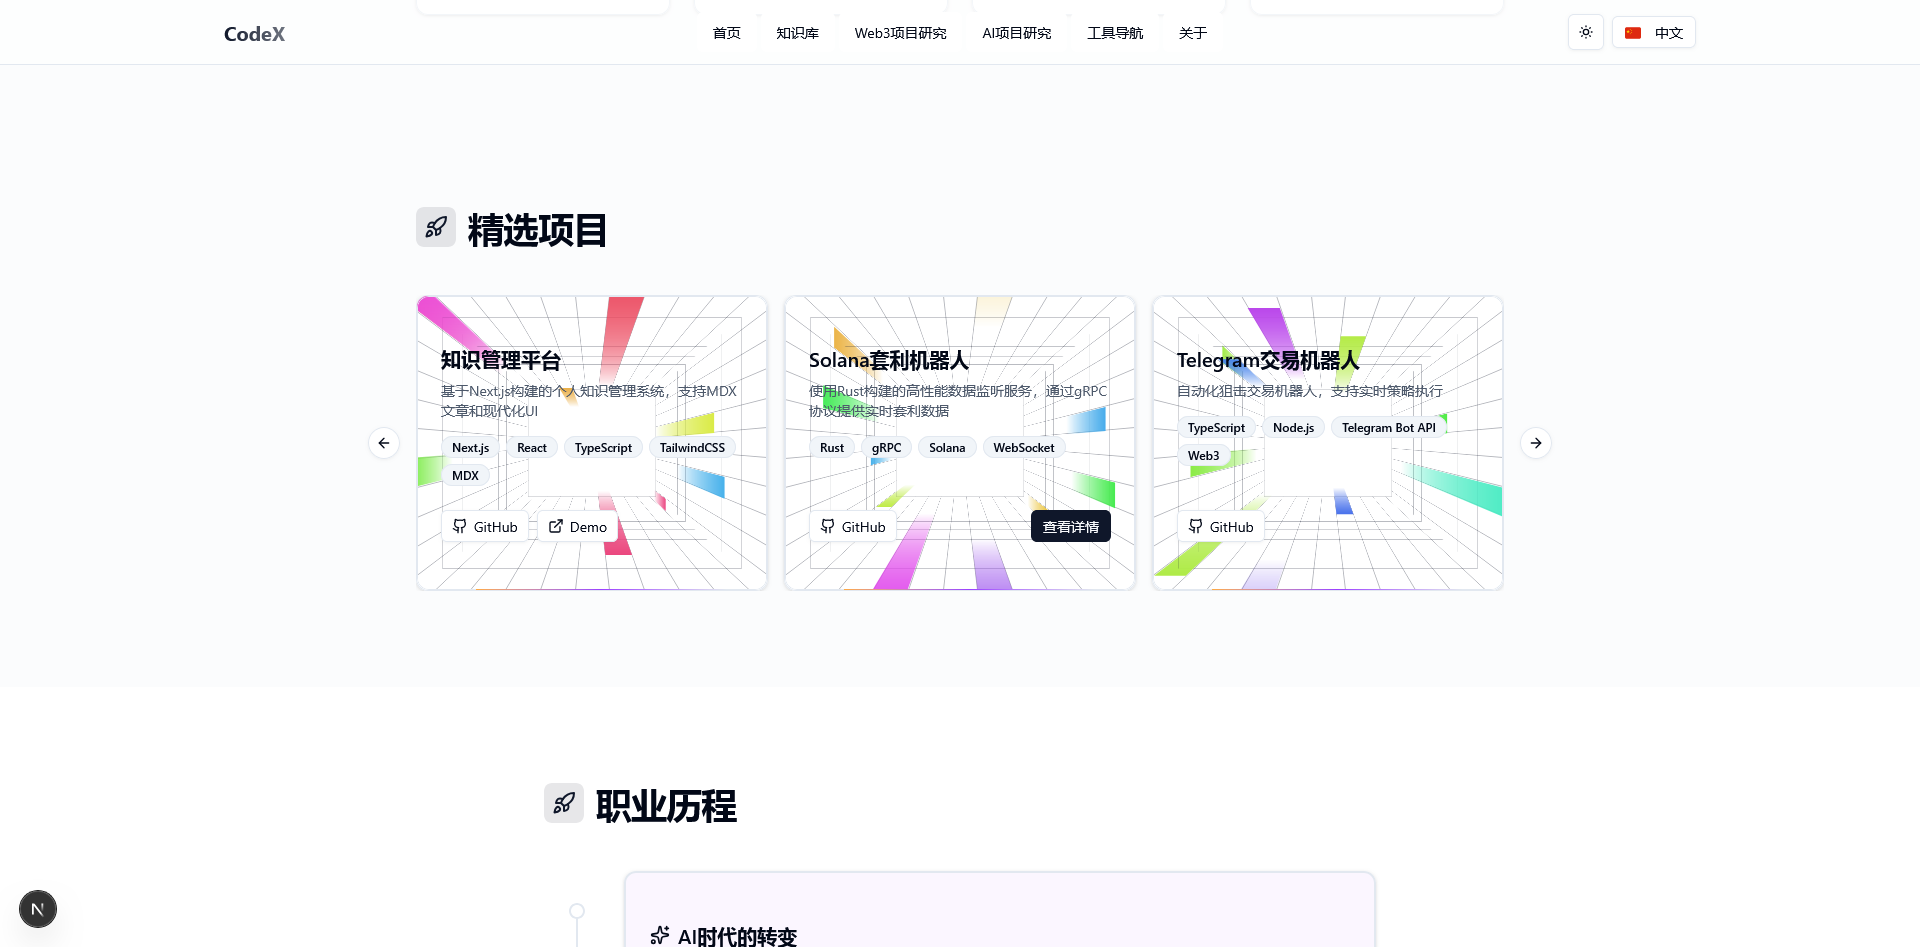 CodeX
首页 知识库 Web3项目研究 AI项目研究 工具导航 关于
中文
精选项目
知识管理平台
基于Next.js构建的个人知识管理系统，支持MDX
文章和现代化UI
Next.js React TypeScript TailwindCSS
MDX
GitHub Demo
Solana套利机器人
使用Rust构建的高性能数据监听服务，通过gRPC
协议提供实时套利数据
Rust gRPC Solana WebSocket
GitHub 查看详情
Telegram交易机器人
自动化狙击交易机器人，支持实时策略执行
TypeScript Node.js Telegram Bot API
Web3
GitHub
职业历程
AI时代的转变
N